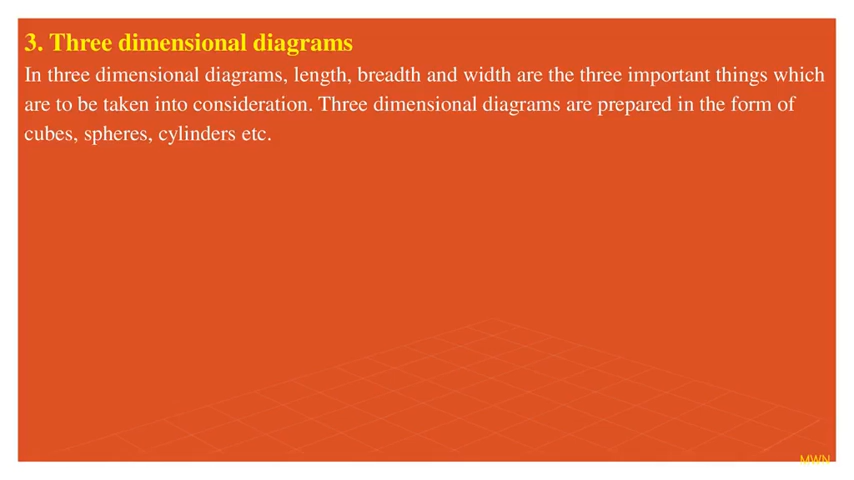 3. Three dimensional diagrams
In three dimensional diagrams, length, breadth and width are the three important things which
are to be taken into consideration. Three dimensional diagrams are prepared in the form of
cubes, spheres, cylinders etc.
MWN